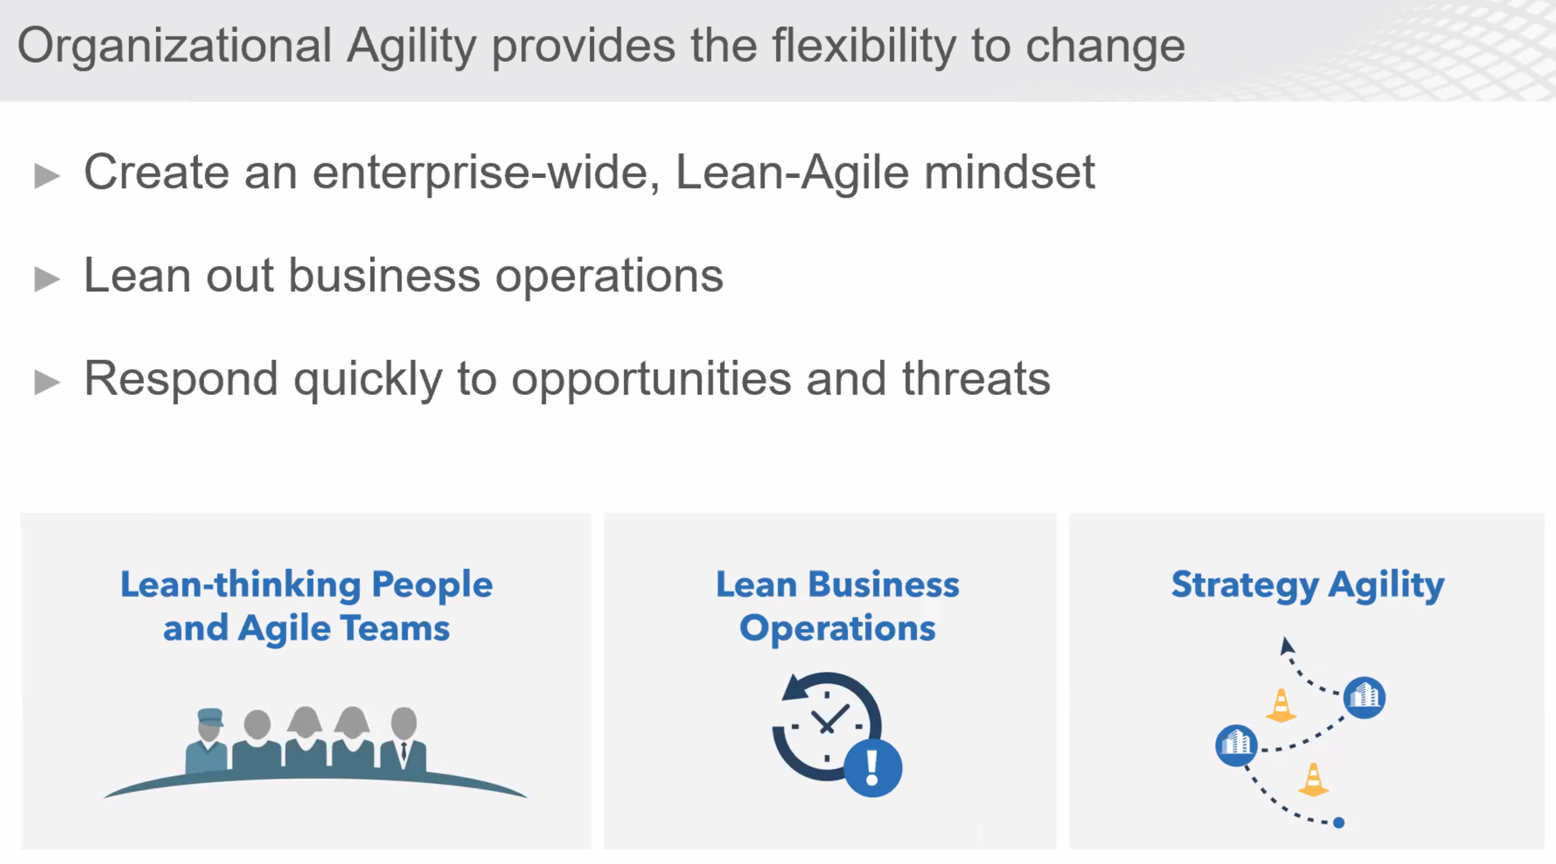 Organizational Agility provides the flexibility to change
Create an enterprise-wide, Lean-Agile mindset
Lean out business operations
Respond quickly to opportunities and threats
Lean-thinking People
and Agile Teams
Lean Business
Operations
Strategy Agility